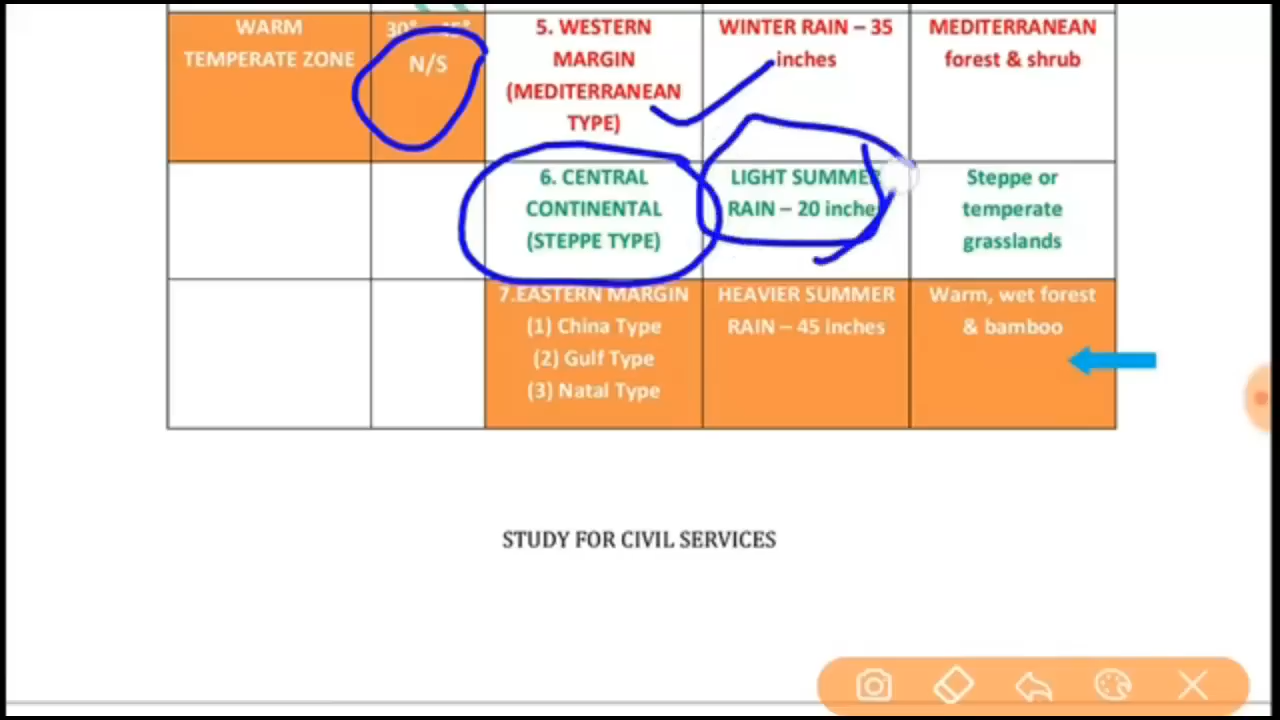 WARM
TEMPERATE ZONE
30° – 45°
N/S
5. WESTERN
MARGIN
(MEDITERRANEAN
TYPE)
WINTER RAIN – 35
inches
MEDITERRANEAN
forest & shrub
6. CENTRAL
CONTINENTAL
(STEPPE TYPE)
LIGHT SUMMER
RAIN – 20 inches
Steppe or
temperate
grasslands
7.EASTERN MARGIN
(1) China Type
(2) Gulf Type
(3) Natal Type
HEAVIER SUMMER
RAIN – 45 inches
Warm, wet forest
& bamboo
STUDY FOR CIVIL SERVICES